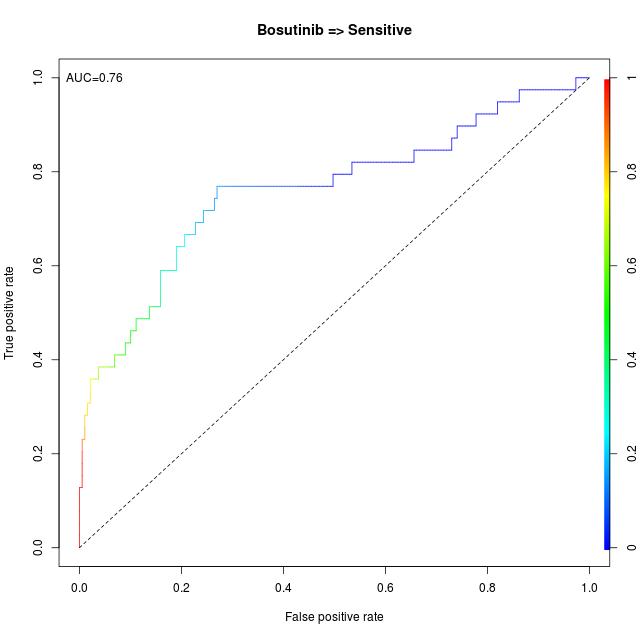 Bosutinib => Sensitive
AUC=0.76
True positive rate
1.0
0.8
0.6
0.4
0.2
0.0
0.0 0.2 0.4 0.6 0.8 1.0
False positive rate
1
0.8
0.6
0.4
0.2
0